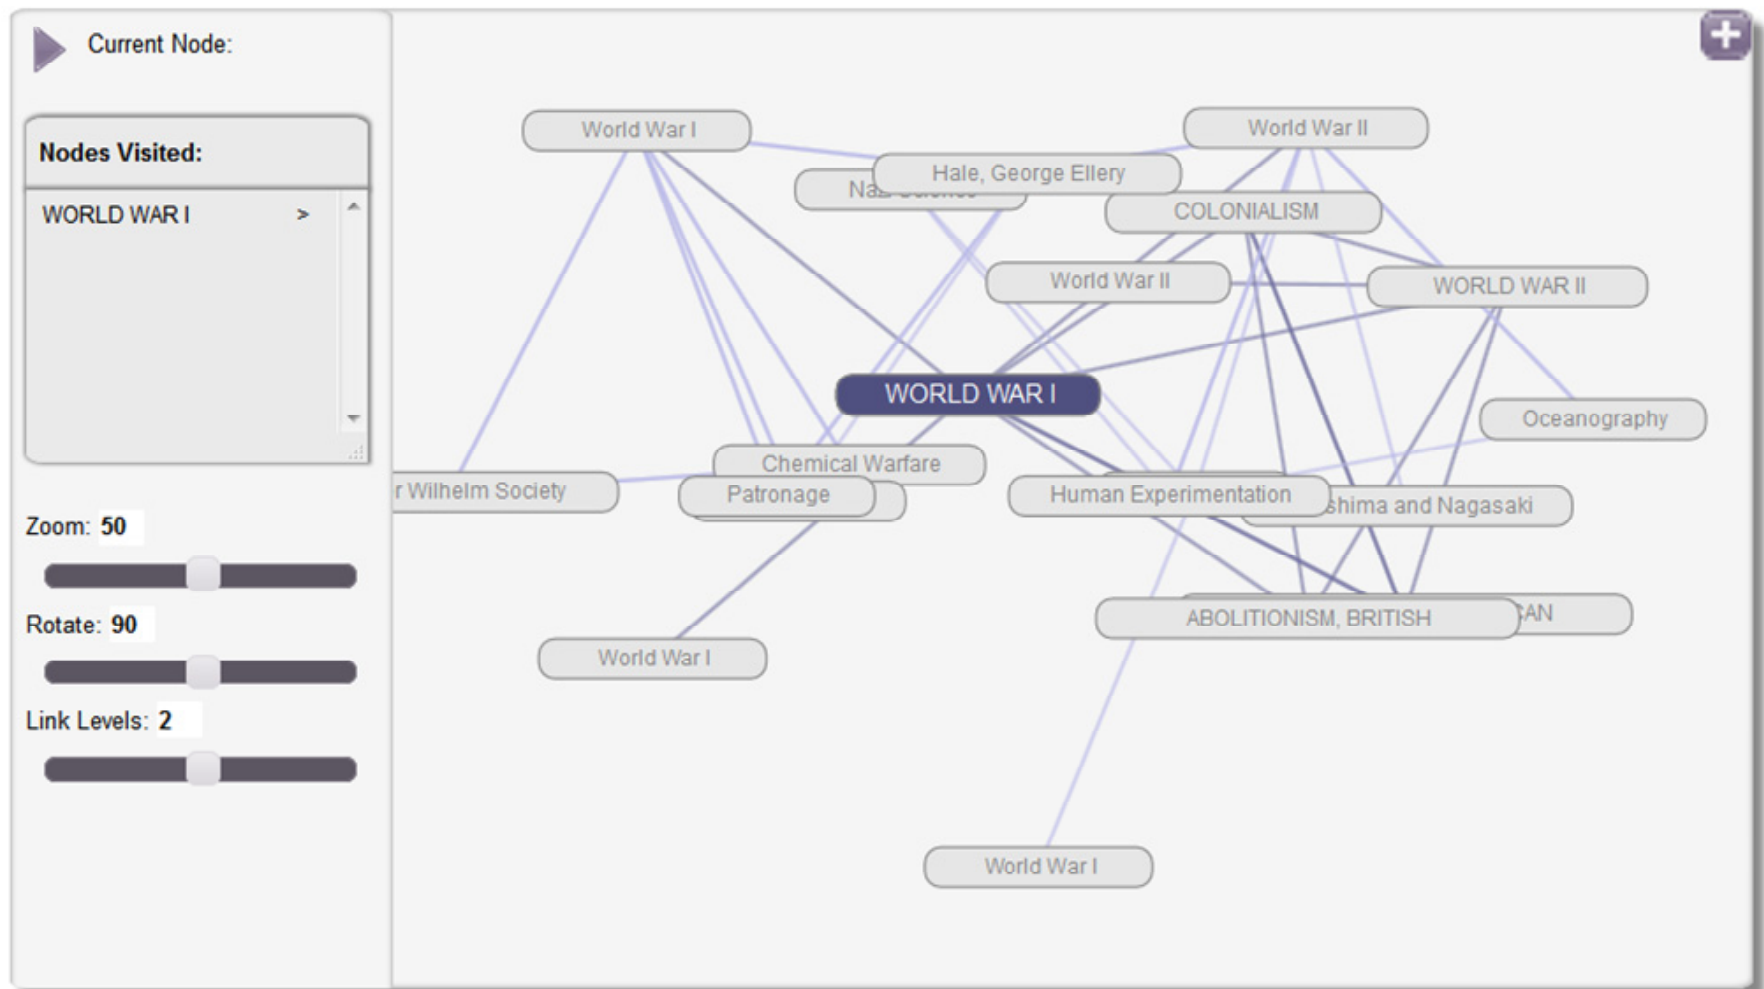 Current Node:
Nodes Visited:
WORLD WAR I >
Zoom: 50
Rotate: 90
Link Levels: 2
World War I
World War II
Hale, George Ellery
COLONIALISM
World War II
WORLD WAR II
WORLD WAR I
Oceanography
Chemical Warfare
r Wilhelm Society
Patronage
Human Experimentation
shima and Nagasaki
ABOLITIONISM, BRITISH
CAN
World War I
World War I